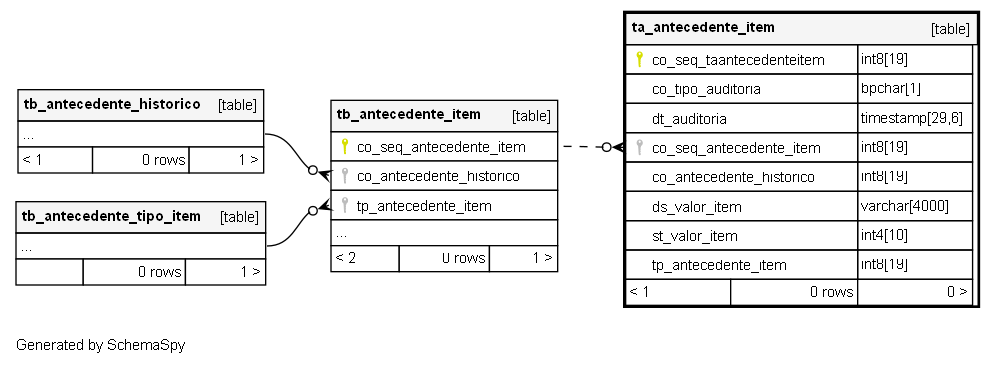 ta_antecedente_item [table]
co_seq_taantecedenteitem int8[19]
co_tipo_auditoria bpchar[1]
dt_auditoria timestamp[29,6]
co_seq_antecedente_item int8[19]
co_antecedente_historico int8[19]
ds_valor_item varchar[4000]
st_valor_item int4[10]
tp_antecedente_item int8[19]
< 1 0 rows 0 >
tb_antecedente_historico [table]
...
< 1 0 rows 1 >
tb_antecedente_item [table]
co_seq_antecedente_item
co_antecedente_historico
tp_antecedente_item
...
< 2 0 rows 1 >
tb_antecedente_tipo_item [table]
...
0 rows 1 >
Generated by SchemaSpy